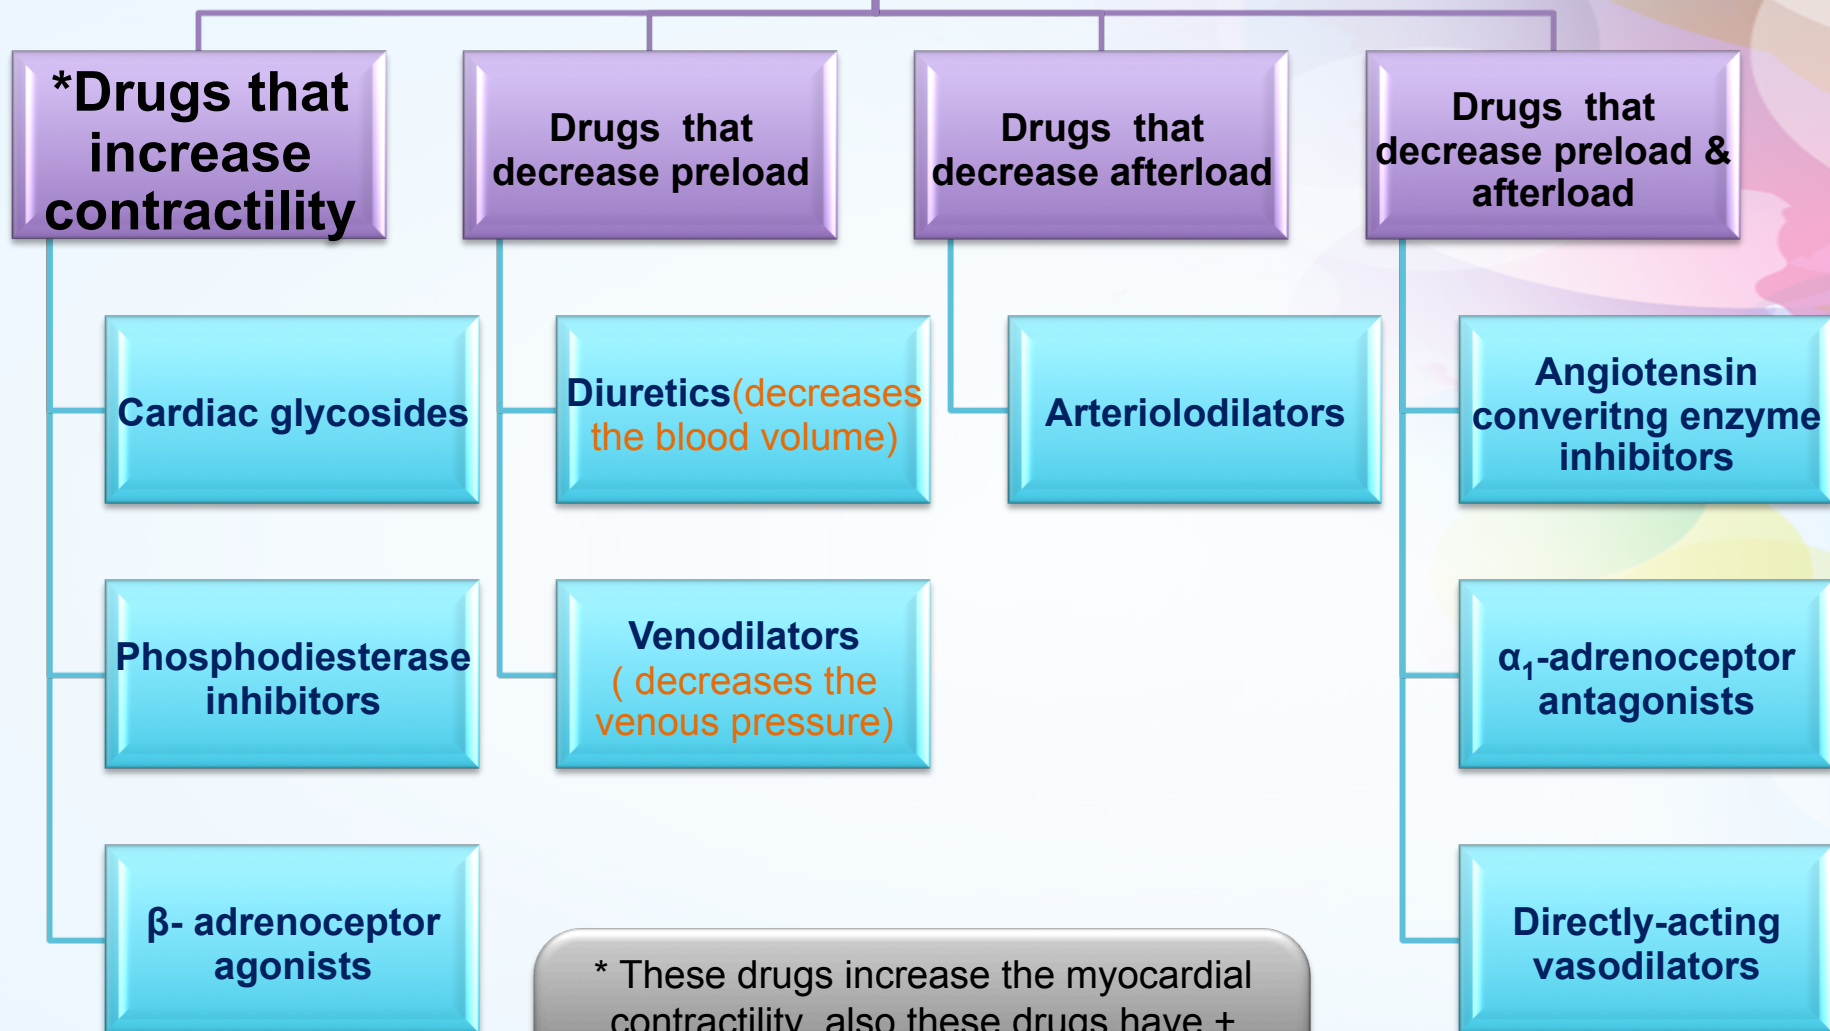 *Drugs that
increase
contractility
Drugs that
decrease preload
Drugs that
decrease afterload
Drugs that
decrease preload &
afterload
Cardiac glycosides
Diuretics(decreases
the blood volume)
Arteriolodilators
Angiotensin
converitng enzyme
inhibitors
Phosphodiesterase
inhibitors
Venodilators
( decreases the
venous pressure)
α₁-adrenoceptor
antagonists
β- adrenoceptor
agonists
Directly-acting
vasodilators
* These drugs increase the myocardial
contractility also these drugs have +